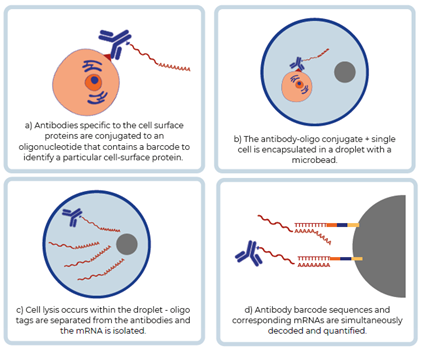 a) Antibodies specific to the cell surface
proteins are conjugated to an
oligonucleotide that contains a barcode to
identify a particular cell-surface protein.
b) The antibody-oligo conjugate + single
cell is encapsulated in a droplet with a
microbead.
c) Cell lysis occurs within the droplet - oligo
tags are separated from the antibodies and
the mRNA is isolated.
d) Antibody barcode sequences and
corresponding mRNAs are simultaneously
decoded and quantified.